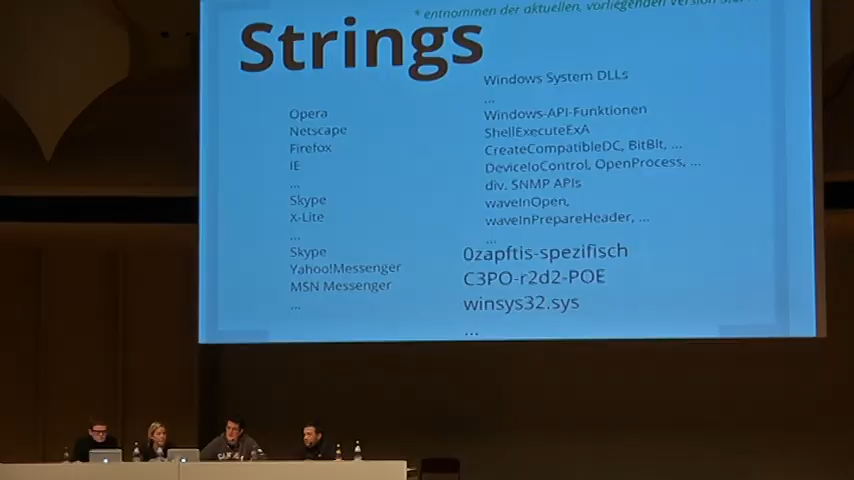 * entnommen der aktuellen, vorliegenden Version
Strings
Opera
Netscape
Firefox
IE
...
Skype
X-Lite
...
Skype
Yahoo!Messenger
MSN Messenger
...
Windows System DLLs
...
Windows-API-Funktionen
ShellExecuteExA
CreateCompatibleDC, BitBlt, ...
DeviceIoControl, OpenProcess, ...
div. SNMP APIs
waveInOpen,
waveInPrepareHeader, ...
...
0zapftis-spezifisch
C3PO-r2d2-POE
winsys32.sys
...